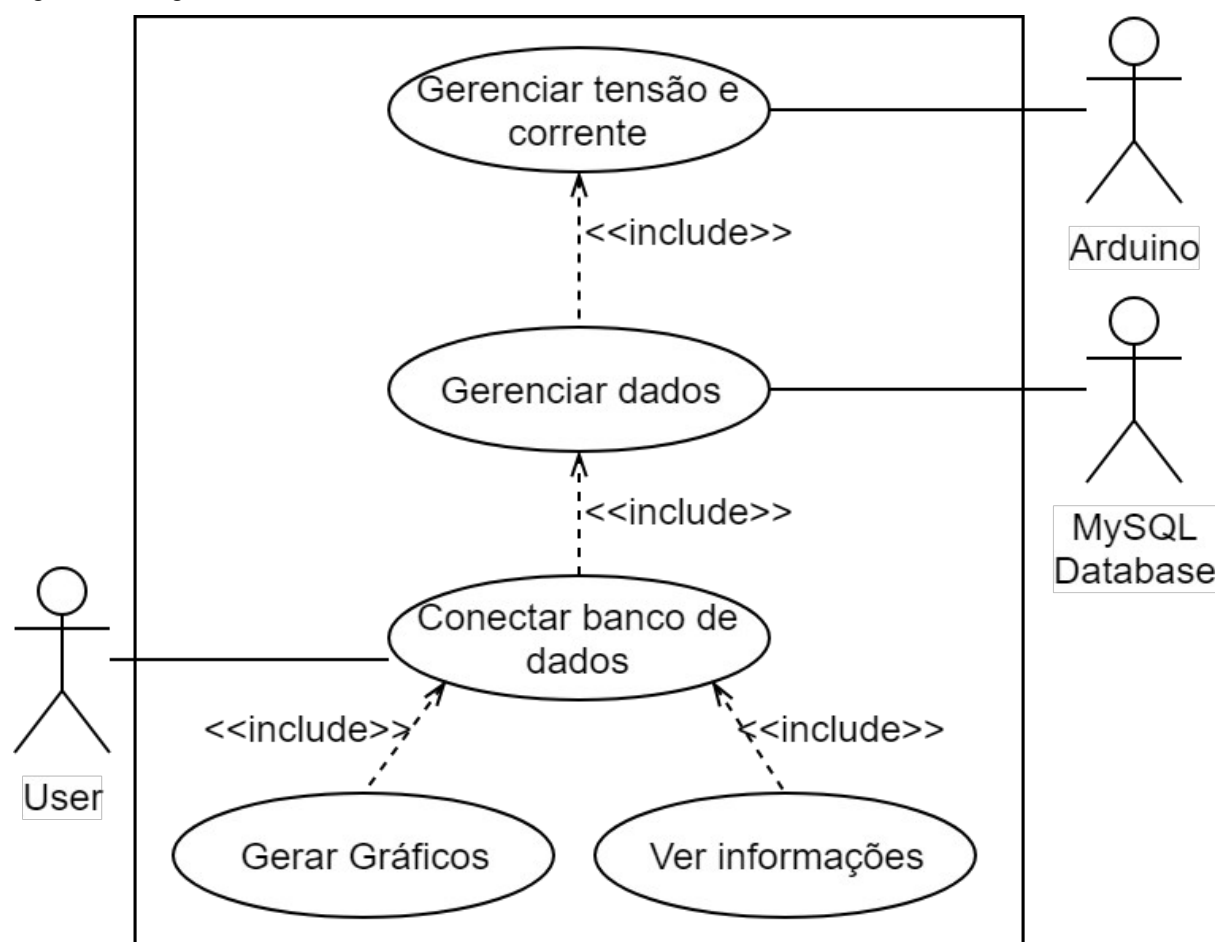 Gerenciar tensão e
corrente
<<include>>
Arduino
Gerenciar dados
<<include>>
MySQL
Database
Conectar banco de
dados
<<include>>
<<include>>
User
Gerar Gráficos
Ver informações